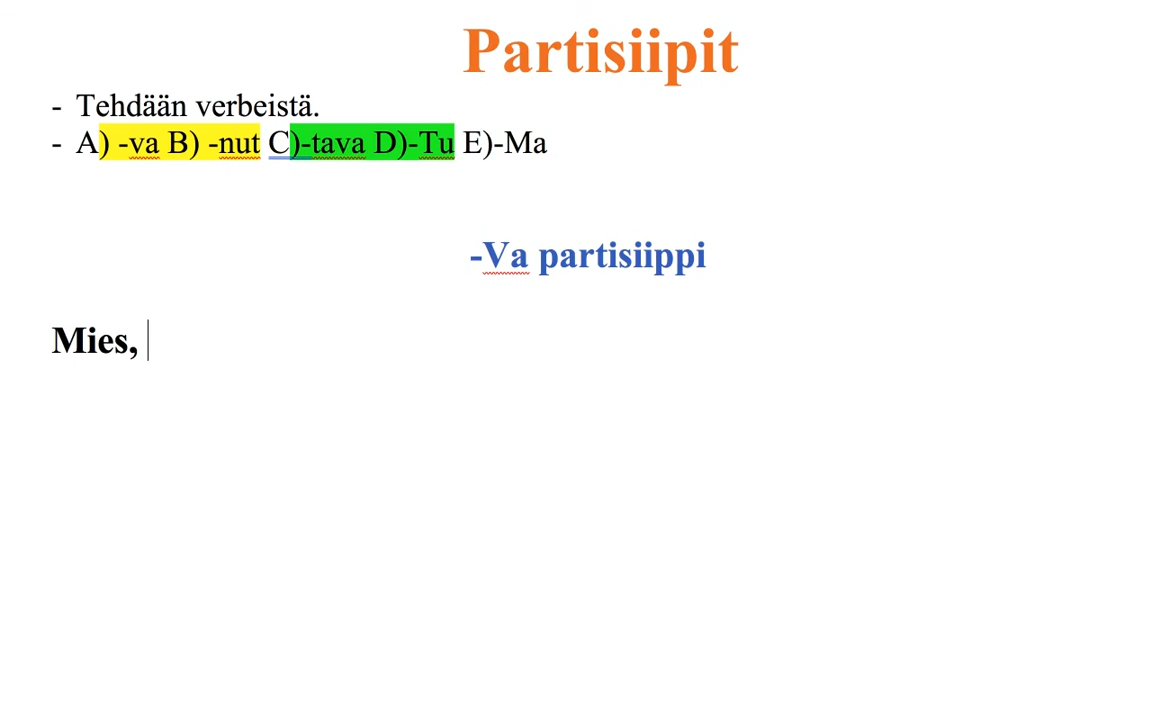 Partisiipit
- Tehdään verbeistä.
- A) -va B) -nut C)-tava D)-Tu E)-Ma
-Va partisiippi
Mies,